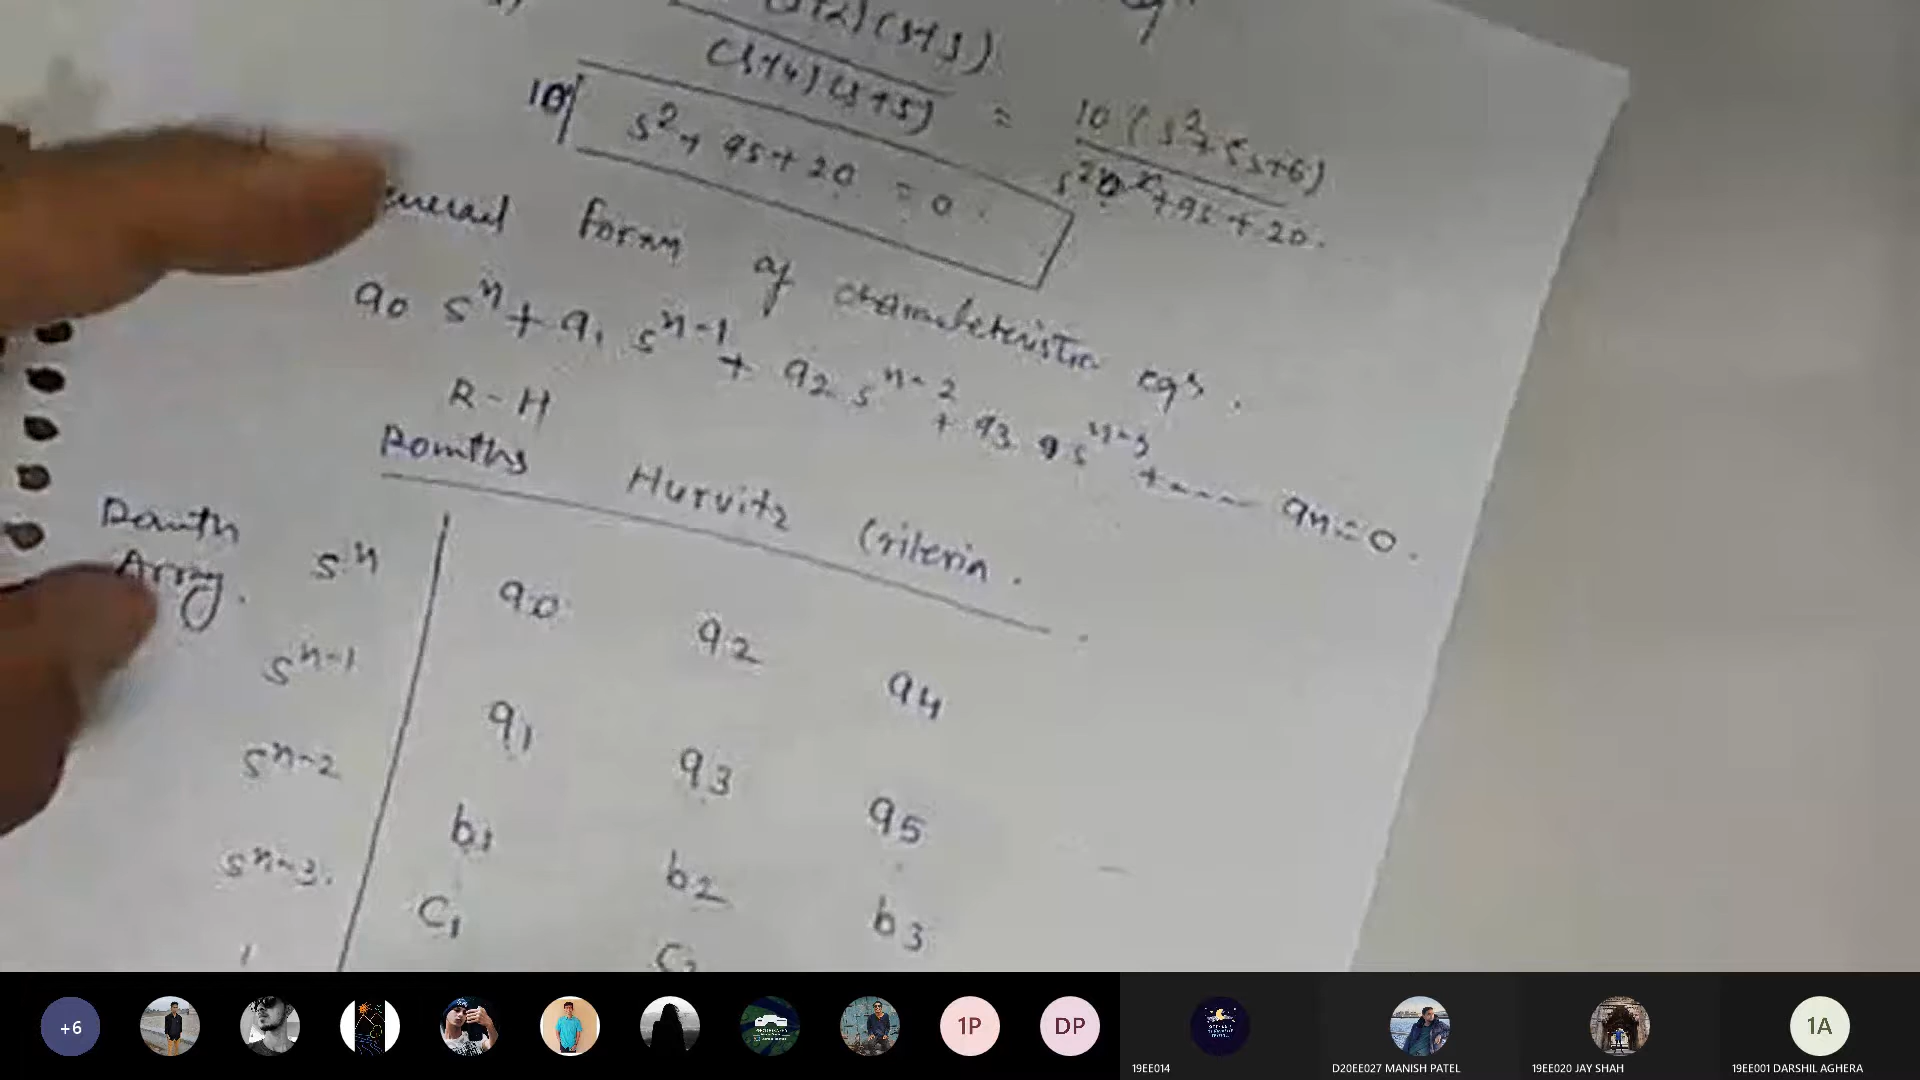 (s+2)(s+3)
(s+4)(s+5)
=
10 (s²+5s+6)
s²+9s+20.
10
s²+9s+20 = 0
Form of characteristic eqn.
a0 sⁿ + a1 sⁿ⁻¹ + a2 sⁿ⁻² + a3 sⁿ⁻³ +---- an=0.
R-H
Rouths Hurvitz Criteria.
Routh
Array.
sⁿ a0 a2 a4
sⁿ⁻¹ a1 a3 a5
sⁿ⁻² b1 b2 b3
sⁿ⁻³. C1 C2
+6
1P
DP
1A
19EE014
D20EE027 MANISH PATEL
19EE020 JAY SHAH
19EE001 DARSHIL AGHERA